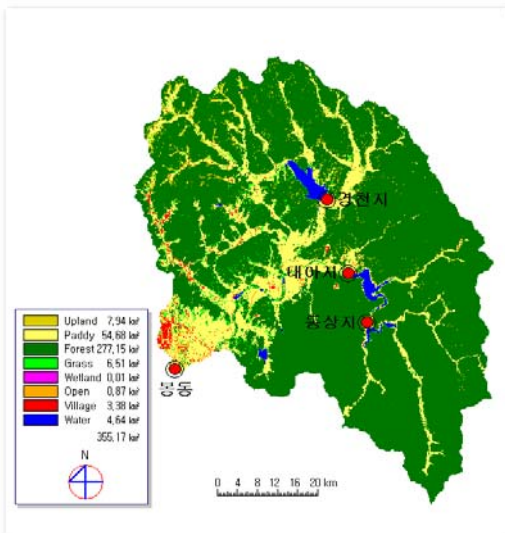 경천지
대아지
동상지
봉동
Upland 7,94 km²
Paddy 54,68 km²
Forest 277,15 km²
Grass 6,51 km²
Wetland 0,01 km²
Open 0,87 km²
Village 3,38 km²
Water 4,64 km²
355,17 km²
N
0 4 8 12 16 20 km